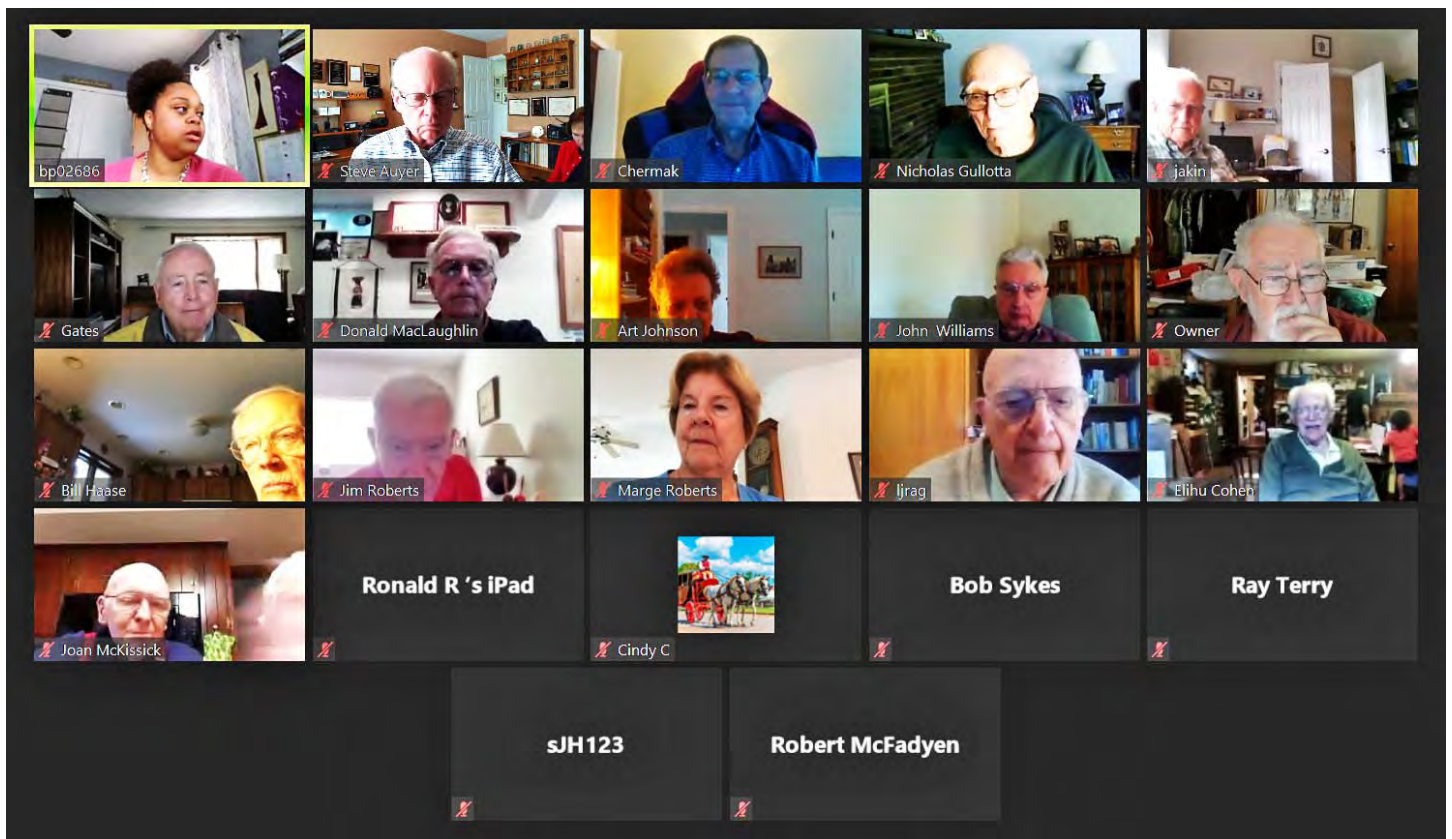 bp02686
Steve Auyer
Chermak
Nicholas Gullotta
jakin
Gates
Donald MacLaughlin
Art Johnson
John Williams
Owner
Bill Haase
Jim Roberts
Marge Roberts
ljrag
Elihu Cohen
Joan McKissick
Ronald R 's iPad
Cindy C
Bob Sykes
Ray Terry
sJH123
Robert McFadyen